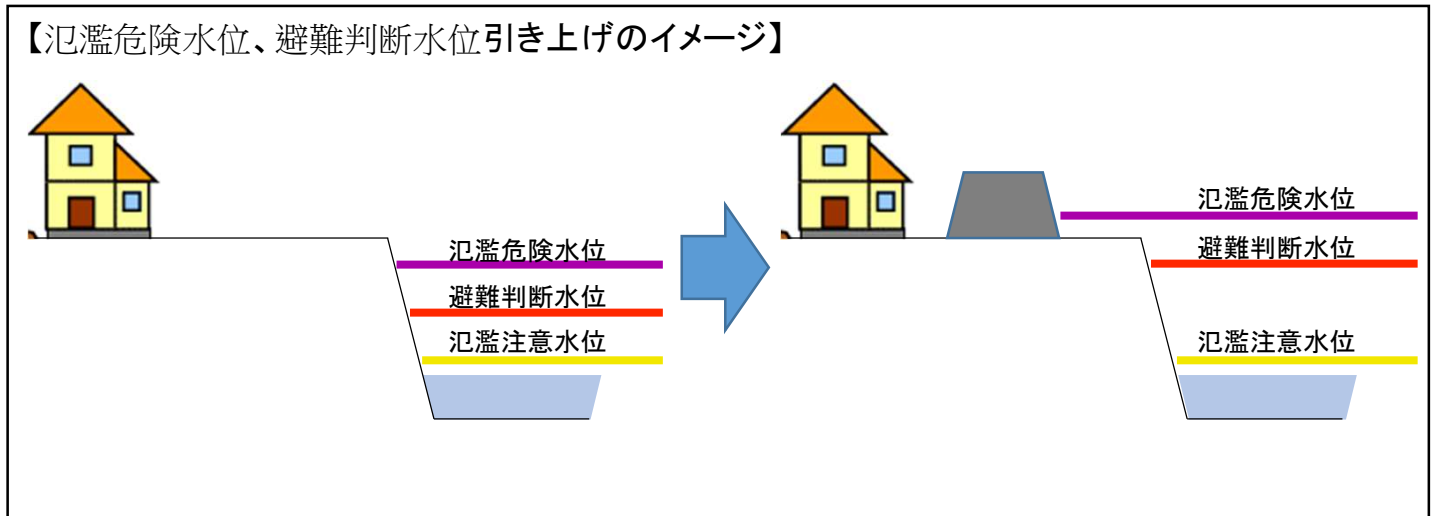 【氾濫危険水位、避難判断水位引き上げのイメージ】
氾濫危険水位
避難判断水位
氾濫注意水位
氾濫危険水位
避難判断水位
氾濫注意水位